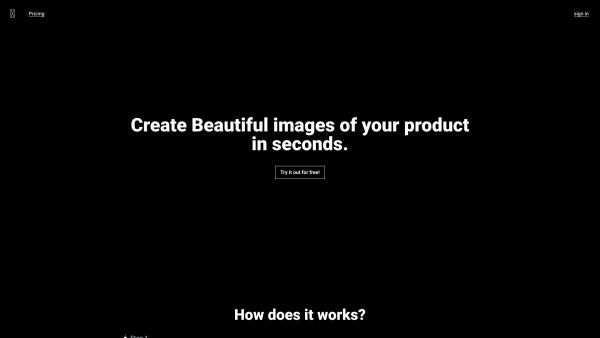 Pricing
sign in
Create Beautiful images of your product
in seconds.
Try it out for free!
How does it works?